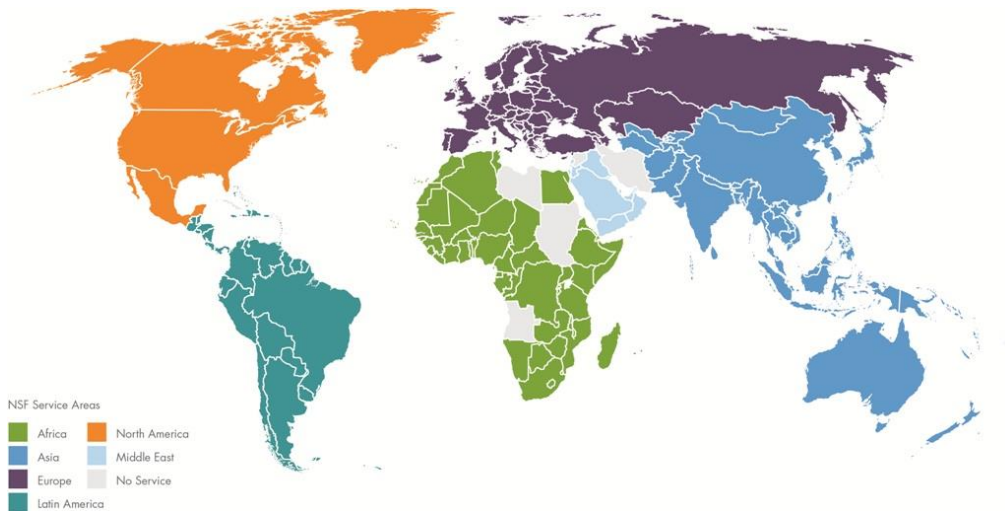 NSF Service Areas
Africa
North America
Asia
Middle East
Europe
No Service
Latin America